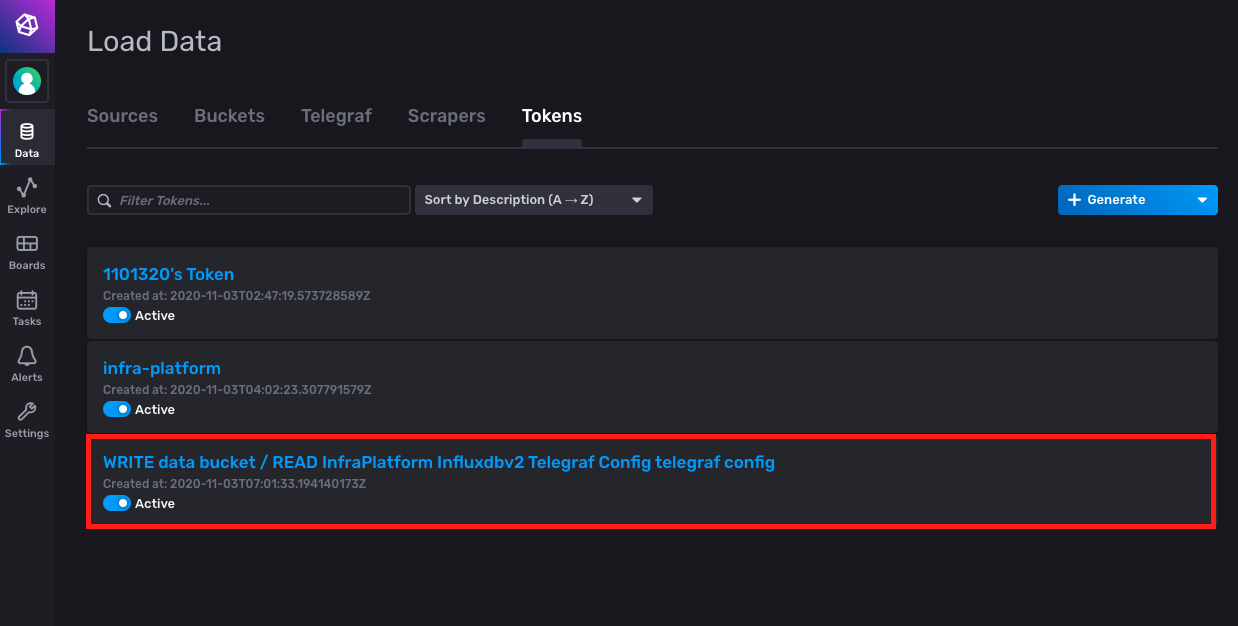 Load Data
Sources Buckets Telegraf Scrapers Tokens
Data
Filter Tokens...
Sort by Description (A → Z)
Generate
Explore
Boards
Tasks
Alerts
Settings
1101320's Token
Created at: 2020-11-03T02:47:19.573728589Z
Active
infra-platform
Created at: 2020-11-03T04:02:23.307791579Z
Active
WRITE data bucket / READ InfraPlatform Influxdbv2 Telegraf Config telegraf config
Created at: 2020-11-03T07:01:33.194140173Z
Active